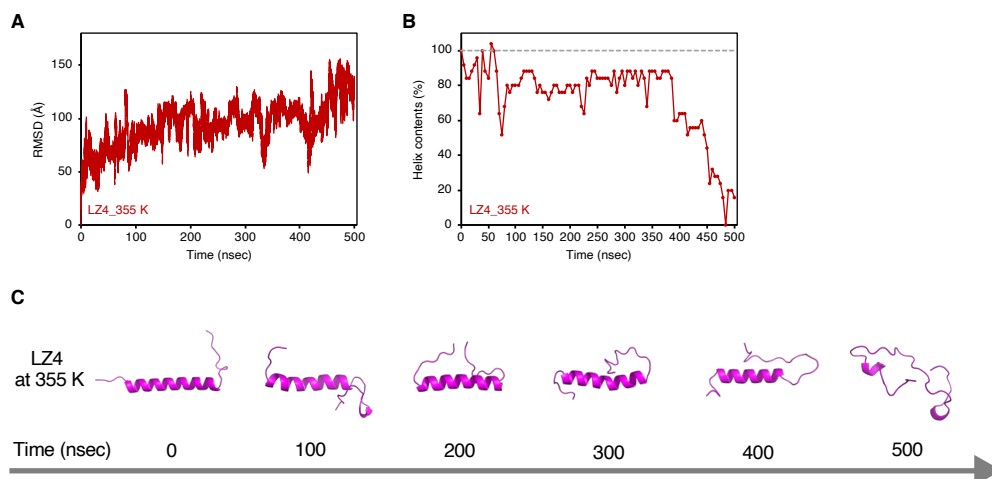 A
150
100
50
0
RMSD (Å)
LZ4_355 K
0 100 200 300 400 500
Time (nsec)
B
100
80
60
40
20
0
Helix contents (%)
LZ4_355 K
0 50 100 150 200 250 300 350 400 450 500
Time (nsec)
C
LZ4
at 355 K
Time (nsec) 0 100 200 300 400 500